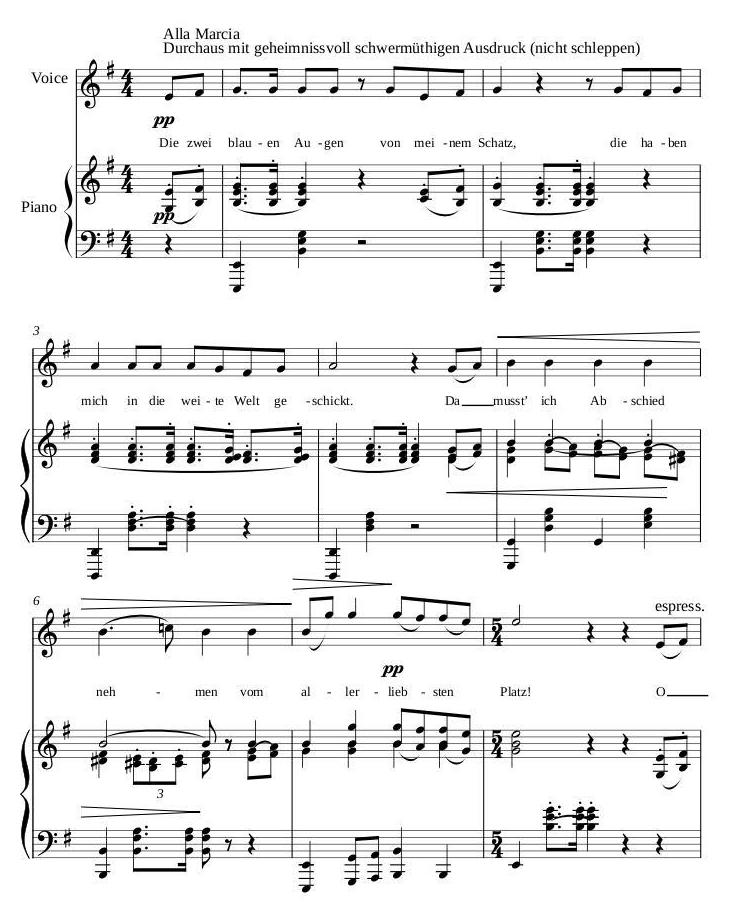 Alla Marcia
Durchaus mit geheimnissvoll schwermüthigen Ausdruck (nicht schleppen)
Voice
pp
Die zwei blau - en Au - gen von mei - nem Schatz, die ha - ben
Piano
pp
3
mich in die wei - te Welt ge - schickt. Da musst' ich Ab - schied
6
espress.
pp
neh - men vom al - ler - lieb - sten Platz! O
3